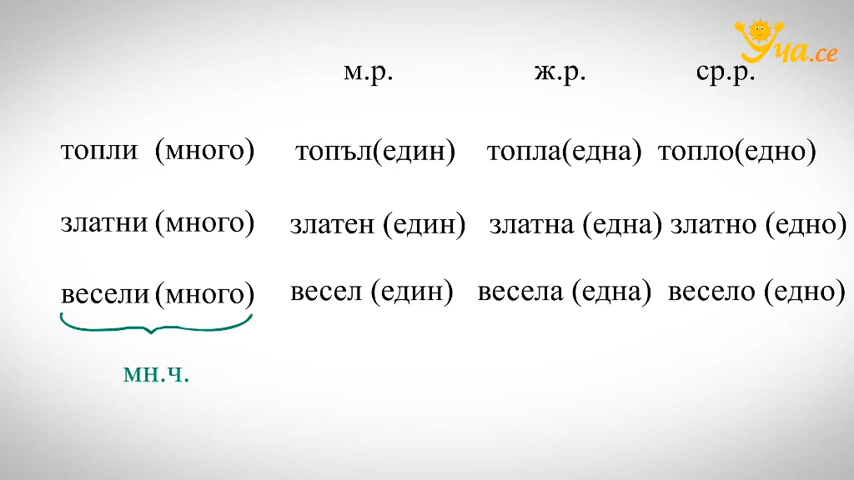 Уча.се
м.р. ж.р. ср.р.
топли (много) топъл(един) топла(една) топло(едно)
златни (много) златен (един) златна (една) златно (едно)
весели (много) весел (един) весела (една) весело (едно)
мн.ч.